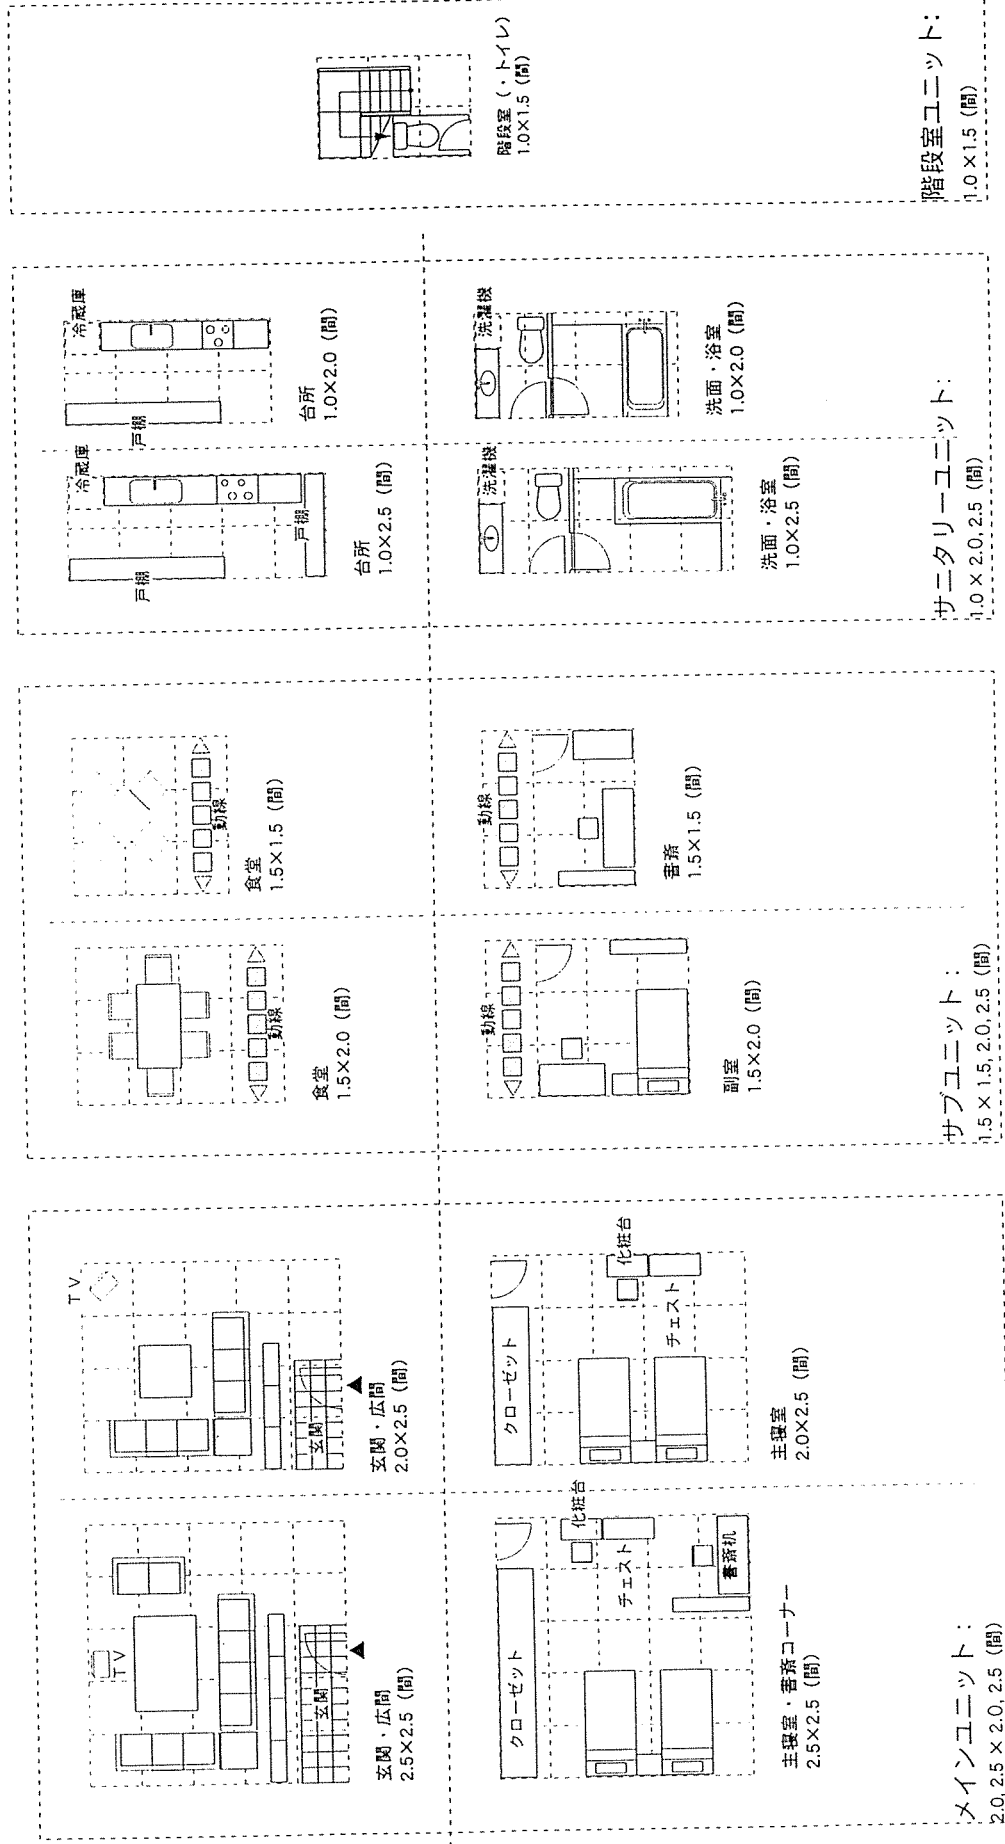 TV
玄関
玄関・広間
2.5×2.5 (間)
TV
玄関
玄関・広間
2.0×2.5 (間)
クローゼット
化粧台
チェスト
書斎机
主寝室・書斎コーナー
2.5×2.5 (間)
クローゼット
化粧台
チェスト
主寝室
2.0×2.5 (間)
メインユニット:
2.0, 2.5 × 2.0, 2.5 (間)
動線
食堂
1.5×2.0 (間)
動線
食堂
1.5×1.5 (間)
動線
副室
1.5×2.0 (間)
動線
書斎
1.5×1.5 (間)
サブユニット:
1.5 × 1.5, 2.0, 2.5 (間)
冷蔵庫
戸棚
戸棚
台所
1.0×2.5 (間)
冷蔵庫
戸棚
台所
1.0×2.0 (間)
洗濯機
洗面・浴室
1.0×2.5 (間)
洗濯機
洗面・浴室
1.0×2.0 (間)
サニタリーユニット:
1.0 × 2.0, 2.5 (間)
階段室 (・トイレ)
1.0×1.5 (間)
階段室ユニット:
1.0 ×1.5 (間)